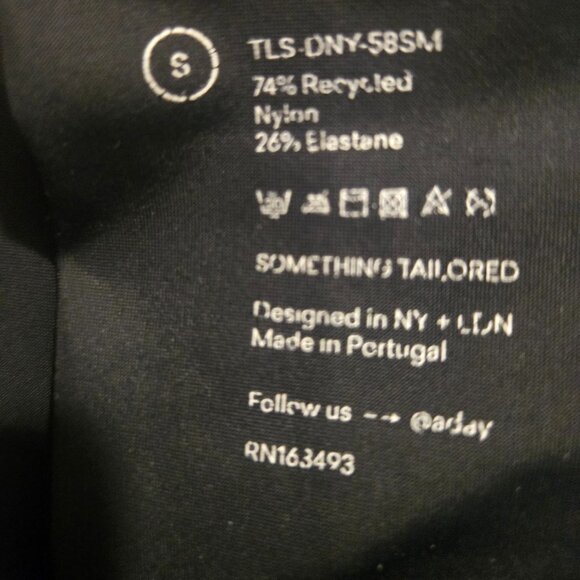 S
TLS-DNY-58SM
74% Recycled
Nylon
26% Elastane
SOMETHING TAILORED
Designed in NY + LDN
Made in Portugal
Follow us --→ @aday
RN163493